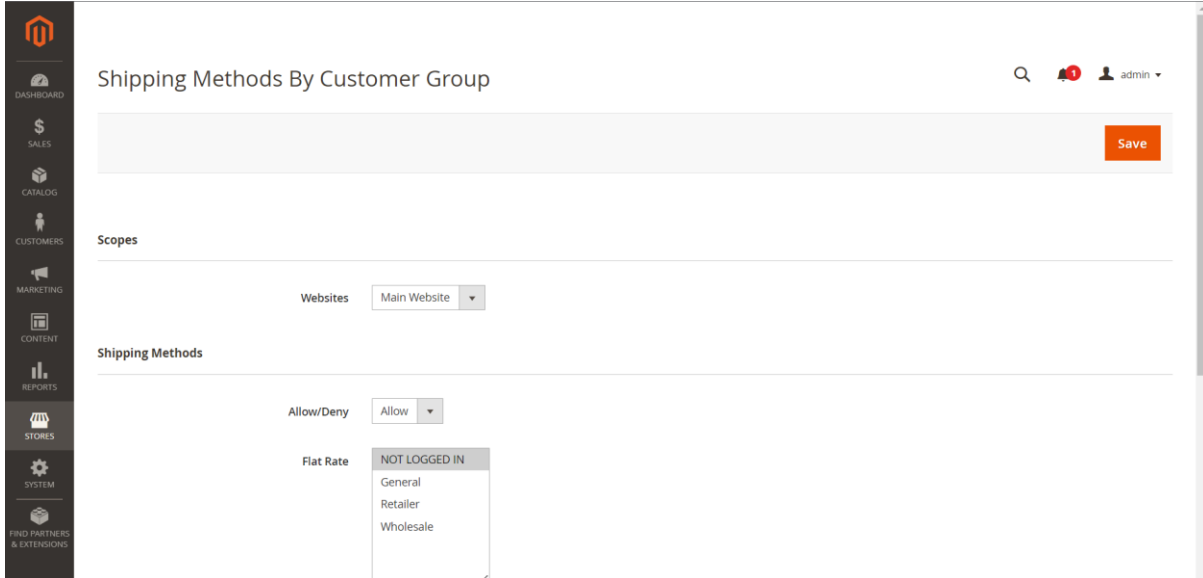 Shipping Methods By Customer Group
1
admin
DASHBOARD
SALES
CATALOG
CUSTOMERS
MARKETING
CONTENT
REPORTS
STORES
SYSTEM
FIND PARTNERS
& EXTENSIONS
Save
Scopes
Websites Main Website
Shipping Methods
Allow/Deny Allow
Flat Rate NOT LOGGED IN
General
Retailer
Wholesale